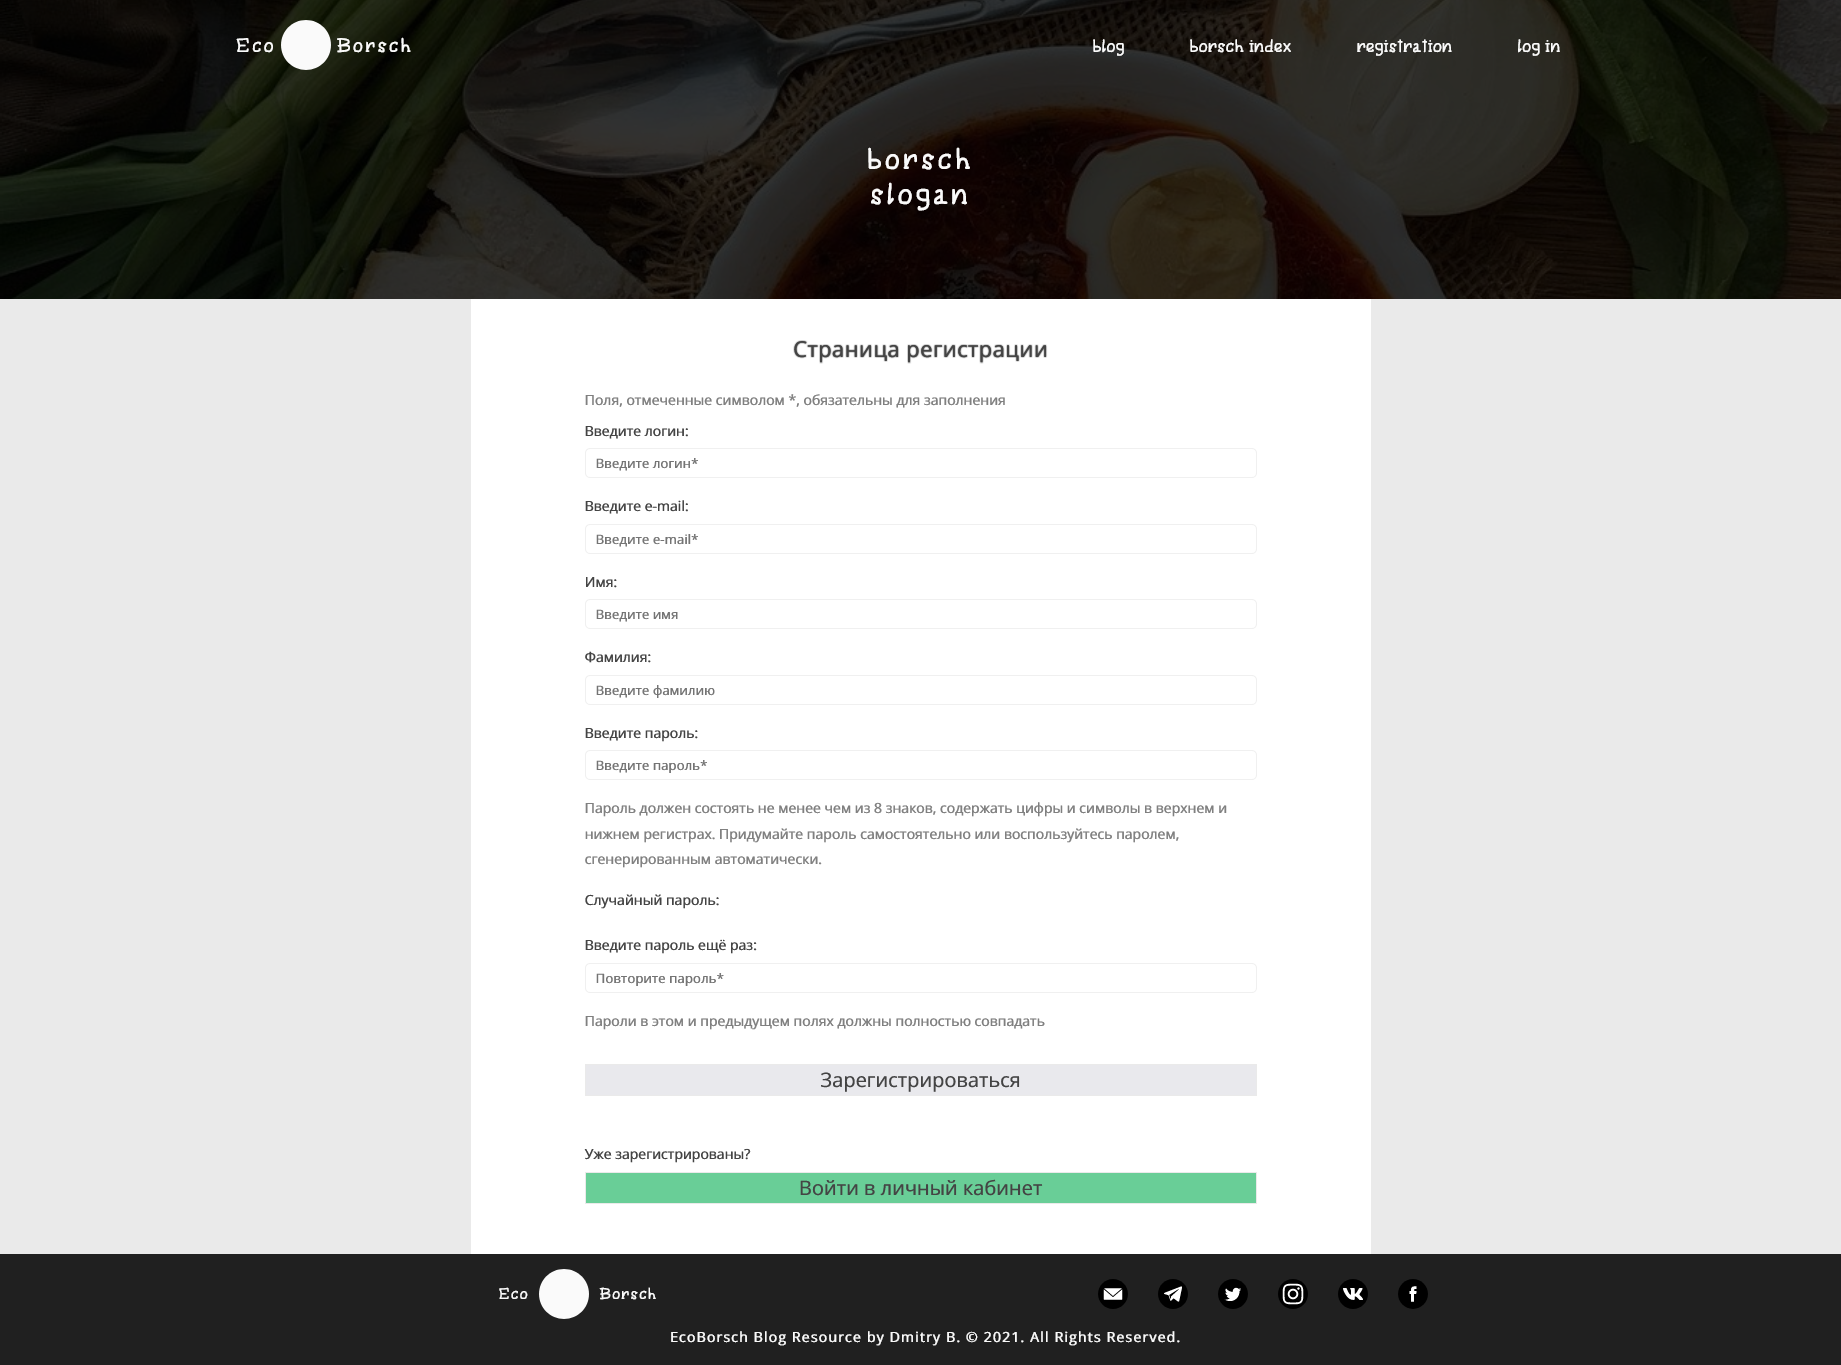 Eco Borsch
blog
borsch index
registration
log in
borsch
slogan
Страница регистрации
Поля, отмеченные символом *, обязательны для заполнения
Введите логин:
Введите логин*
Введите e-mail:
Введите e-mail*
Имя:
Введите имя
Фамилия:
Введите фамилию
Введите пароль:
Введите пароль*
Пароль должен состоять не менее чем из 8 знаков, содержать цифры и символы в верхнем и
нижнем регистрах. Придумайте пароль самостоятельно или воспользуйтесь паролем,
сгенерированным автоматически.
Случайный пароль:
Введите пароль ещё раз:
Повторите пароль*
Пароли в этом и предыдущем полях должны полностью совпадать
Зарегистрироваться
Уже зарегистрированы?
Войти в личный кабинет
Eco Borsch
EcoBorsch Blog Resource by Dmitry B. © 2021. All Rights Reserved.